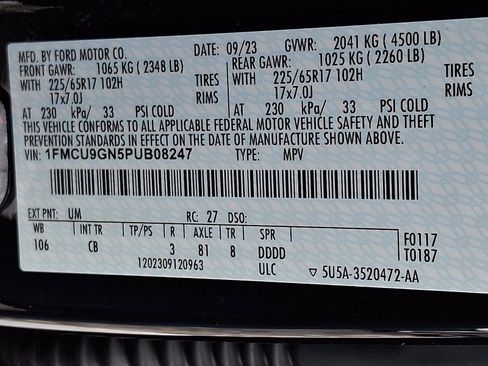 MFD. BY FORD MOTOR CO.
DATE: 09/23 GVWR: 2041 KG ( 4500 LB)
FRONT GAWR: 1065 KG ( 2348 LB) REAR GAWR: 1025 KG ( 2260 LB)
WITH 225/65R17 102H TIRES WITH 225/65R17 102H TIRES
17x7.0J RIMS 17x7.0J RIMS
AT 230 kPa/ 33 PSI COLD AT 230 kPa/ 33 PSI COLD
THIS VEHICLE CONFORMS TO ALL APPLICABLE FEDERAL MOTOR VEHICLE SAFETY AND THEFT
PREVENTION STANDARDS IN EFFECT ON THE DATE OF MANUFACTURE SHOWN ABOVE.
VIN: 1FMCU9GN5PUB08247 TYPE: MPV
EXT PNT: UM RC: 27 DSO:
WB INT TR TP/PS R AXLE TR SPR F0117
106 CB 3 81 8 DDDD T0187
1202309120963 ULC 5U5A-3520472-AA